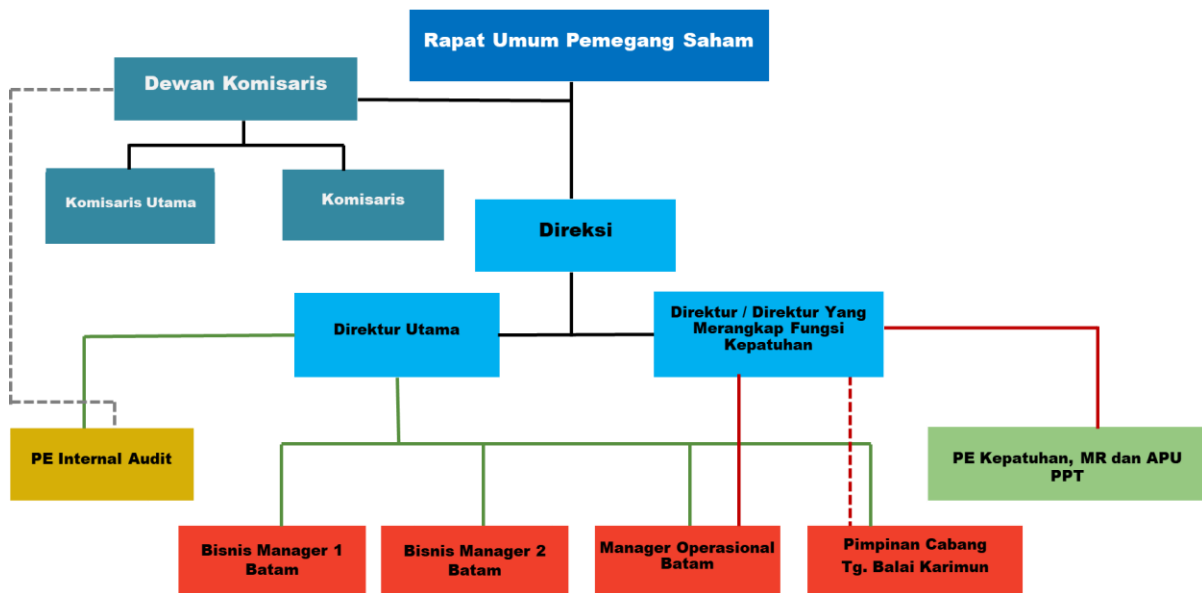 Rapat Umum Pemegang Saham
Dewan Komisaris
Komisaris Utama
Komisaris
Direksi
Direktur Utama
Direktur / Direktur Yang
Merangkap Fungsi
Kepatuhan
PE Internal Audit
PE Kepatuhan, MR dan APU
PPT
Bisnis Manager 1
Batam
Bisnis Manager 2
Batam
Manager Operasional
Batam
Pimpinan Cabang
Tg. Balai Karimun